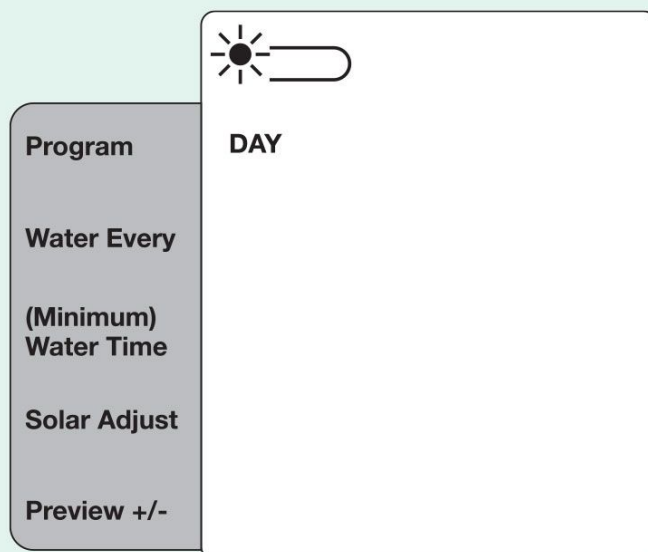 Program
DAY
Water Every
(Minimum)
Water Time
Solar Adjust
Preview +/-